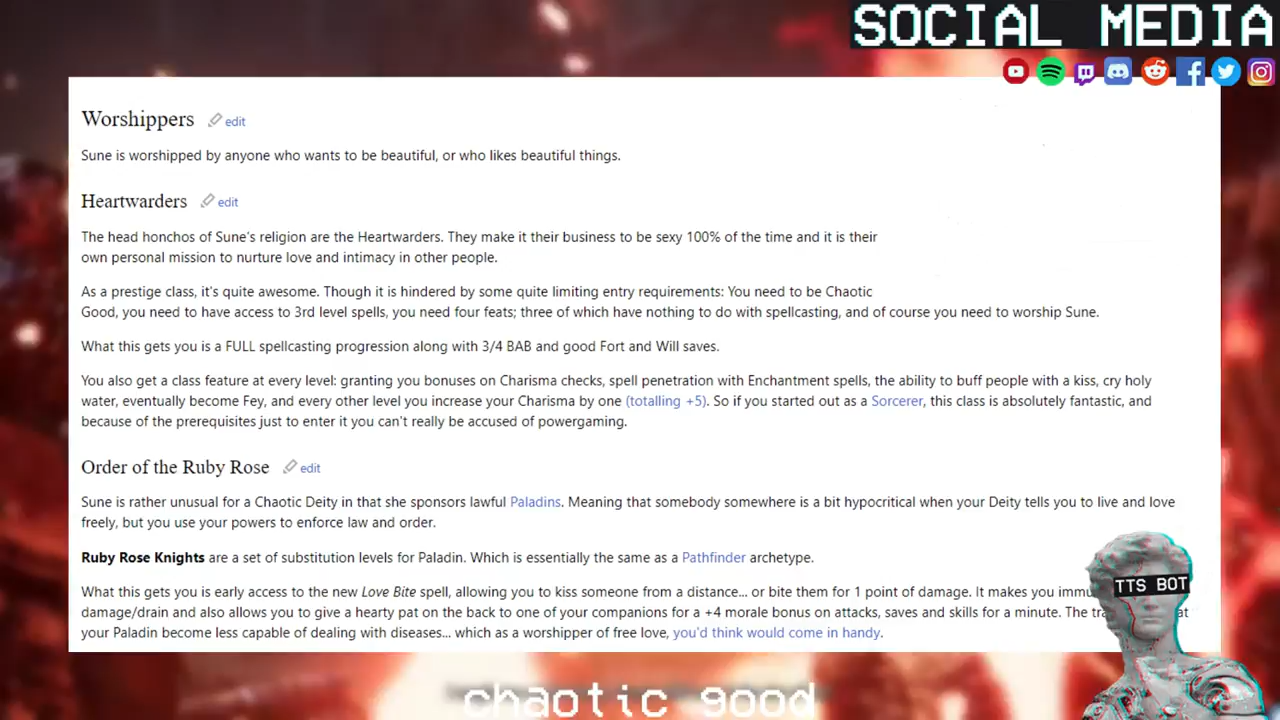 SOCIAL MEDIA
Worshippers edit
Sune is worshipped by anyone who wants to be beautiful, or who likes beautiful things.
Heartwarders edit
The head honchos of Sune's religion are the Heartwarders. They make it their business to be sexy 100% of the time and it is their
own personal mission to nurture love and intimacy in other people.
As a prestige class, it's quite awesome. Though it is hindered by some quite limiting entry requirements: You need to be Chaotic
Good, you need to have access to 3rd level spells, you need four feats; three of which have nothing to do with spellcasting, and of course you need to worship Sune.
What this gets you is a FULL spellcasting progression along with 3/4 BAB and good Fort and Will saves.
You also get a class feature at every level: granting you bonuses on Charisma checks, spell penetration with Enchantment spells, the ability to buff people with a kiss, cry holy
water, eventually become Fey, and every other level you increase your Charisma by one (totalling +5). So if you started out as a Sorcerer, this class is absolutely fantastic, and
because of the prerequisites just to enter it you can't really be accused of powergaming.
Order of the Ruby Rose edit
Sune is rather unusual for a Chaotic Deity in that she sponsors lawful Paladins. Meaning that somebody somewhere is a bit hypocritical when your Deity tells you to live and love
freely, but you use your powers to enforce law and order.
Ruby Rose Knights are a set of substitution levels for Paladin. Which is essentially the same as a Pathfinder archetype.
What this gets you is early access to the new Love Bite spell, allowing you to kiss someone from a distance... or bite them for 1 point of damage. It makes you
damage/drain and also allows you to give a hearty pat on the back to one of your companions for a +4 morale bonus on attacks, saves and skills for a minute. The
your Paladin become less capable of dealing with diseases... which as a worshipper of free love, you'd think would come in handy.
TTS BOT
chaotic good